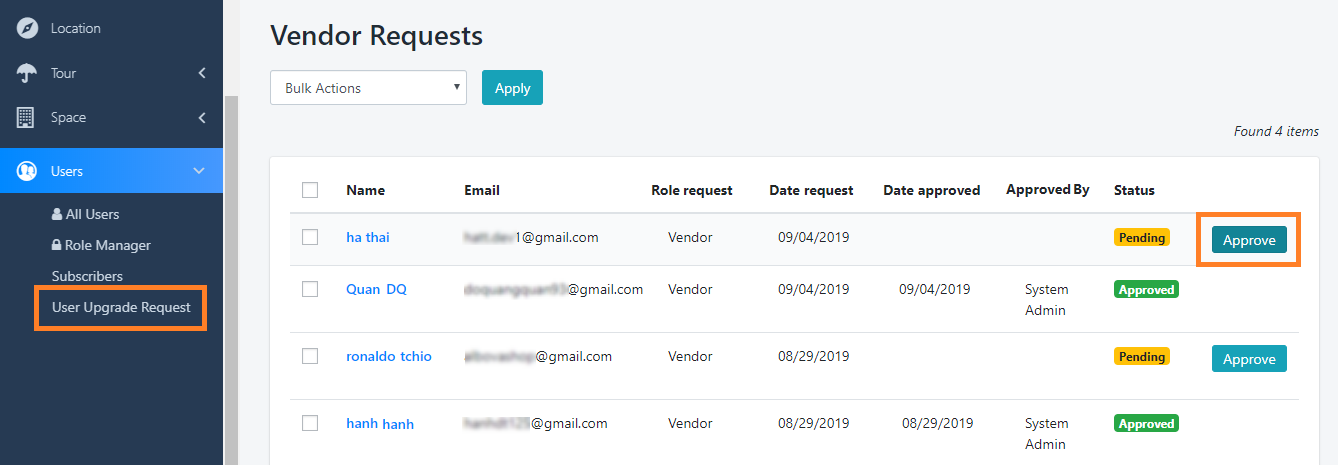 Location
Tour
Space
Users
All Users
Role Manager
Subscribers
User Upgrade Request
Vendor Requests
Bulk Actions
Apply
Found 4 items
Name Email Role request Date request Date approved Approved By Status
ha thai 1@gmail.com Vendor 09/04/2019 Pending Approve
Quan DQ @gmail.com Vendor 09/04/2019 09/04/2019 System Admin Approved
ronaldo tchio @gmail.com Vendor 08/29/2019 Pending Approve
hanh hanh @gmail.com Vendor 08/29/2019 08/29/2019 System Admin Approved